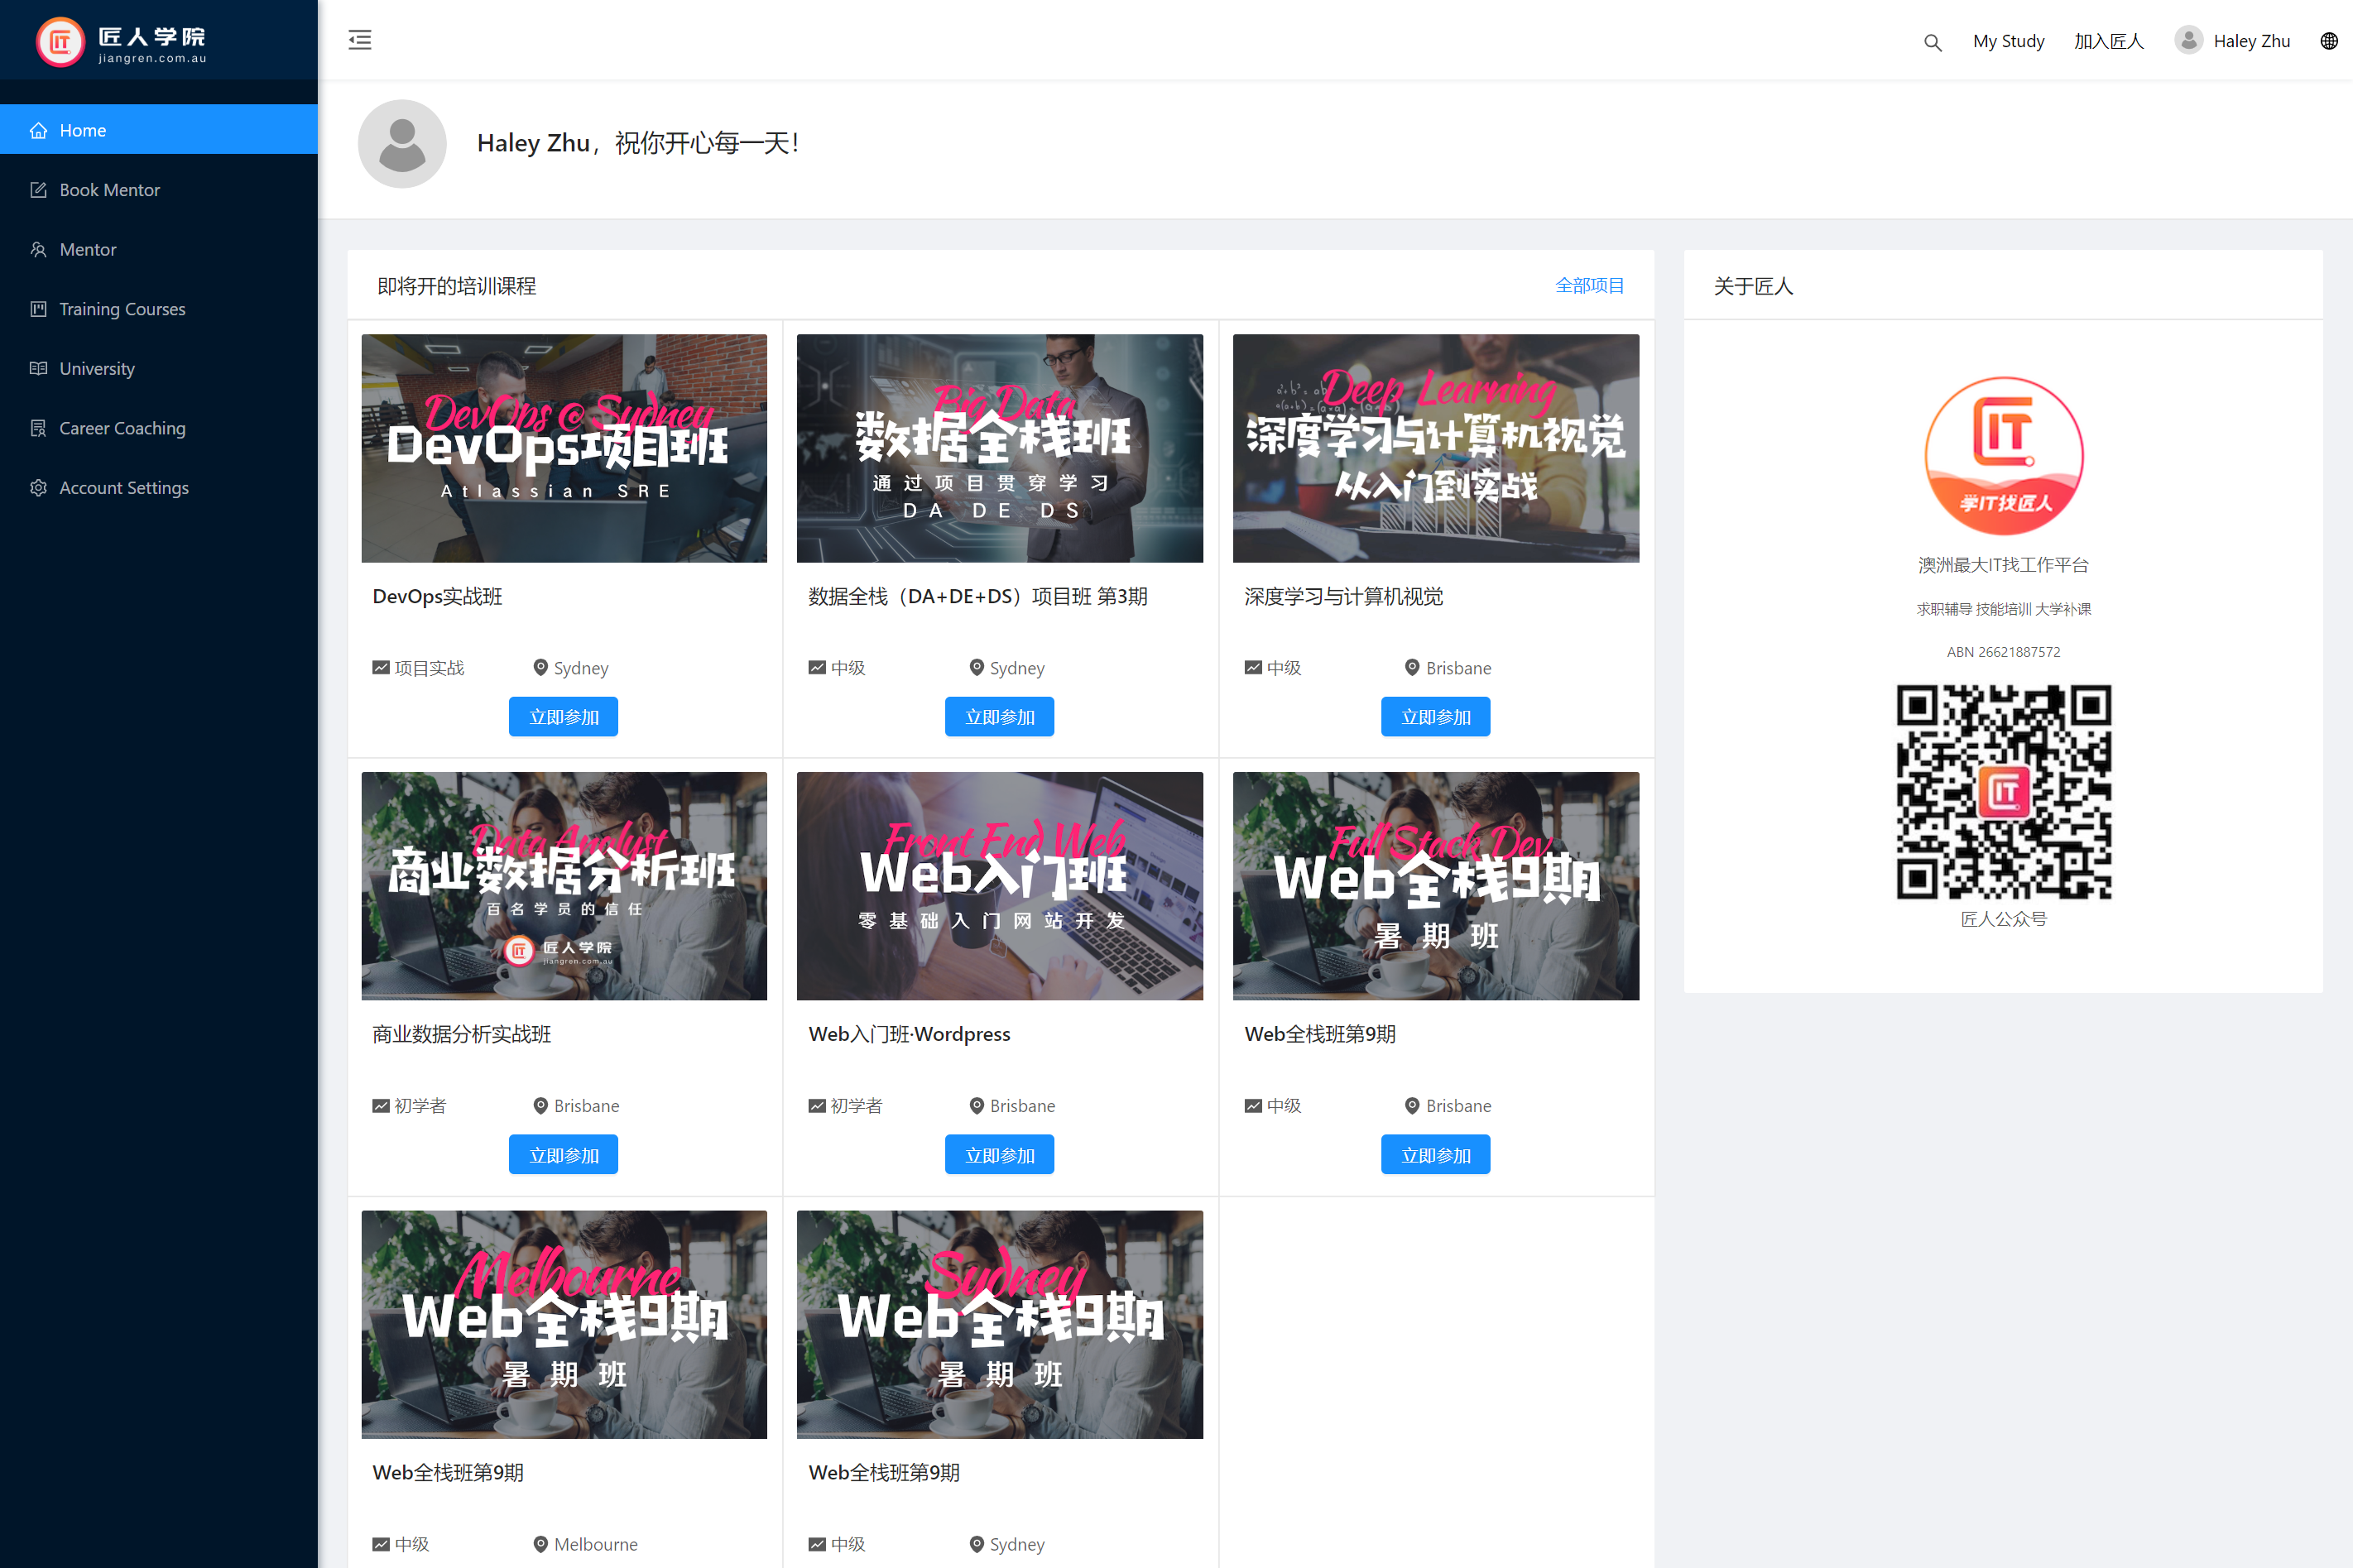 匠人学院
jiangren.com.au
My Study
加入匠人
Haley Zhu
Home
Book Mentor
Mentor
Training Courses
University
Career Coaching
Account Settings
Haley Zhu，祝你开心每一天！
即将开的培训课程
全部项目
DevOps @ Sydney
DevOps项目班
Atlassian SRE
DevOps实战班
项目实战
Sydney
立即参加
Big Data
数据全栈班
通过项目贯穿学习
DA DE DS
数据全栈（DA+DE+DS）项目班 第3期
中级
Sydney
立即参加
Deep Learning
深度学习与计算机视觉
从入门到实战
深度学习与计算机视觉
中级
Brisbane
立即参加
Data Analyst
商业数据分析班
百名学员的信任
匠人学院
jiangren.com.au
商业数据分析实战班
初学者
Brisbane
立即参加
Front End Web
Web入门班
零基础入门网站开发
Web入门班·Wordpress
初学者
Brisbane
立即参加
Full Stack Dev
Web全栈9期
暑期班
Web全栈班第9期
中级
Brisbane
立即参加
Melbourne
Web全栈9期
暑期班
Web全栈班第9期
中级
Melbourne
Sydney
Web全栈9期
暑期班
Web全栈班第9期
中级
Sydney
关于匠人
学IT找匠人
澳洲最大IT找工作平台
求职辅导 技能培训 大学补课
ABN 26621887572
匠人公众号